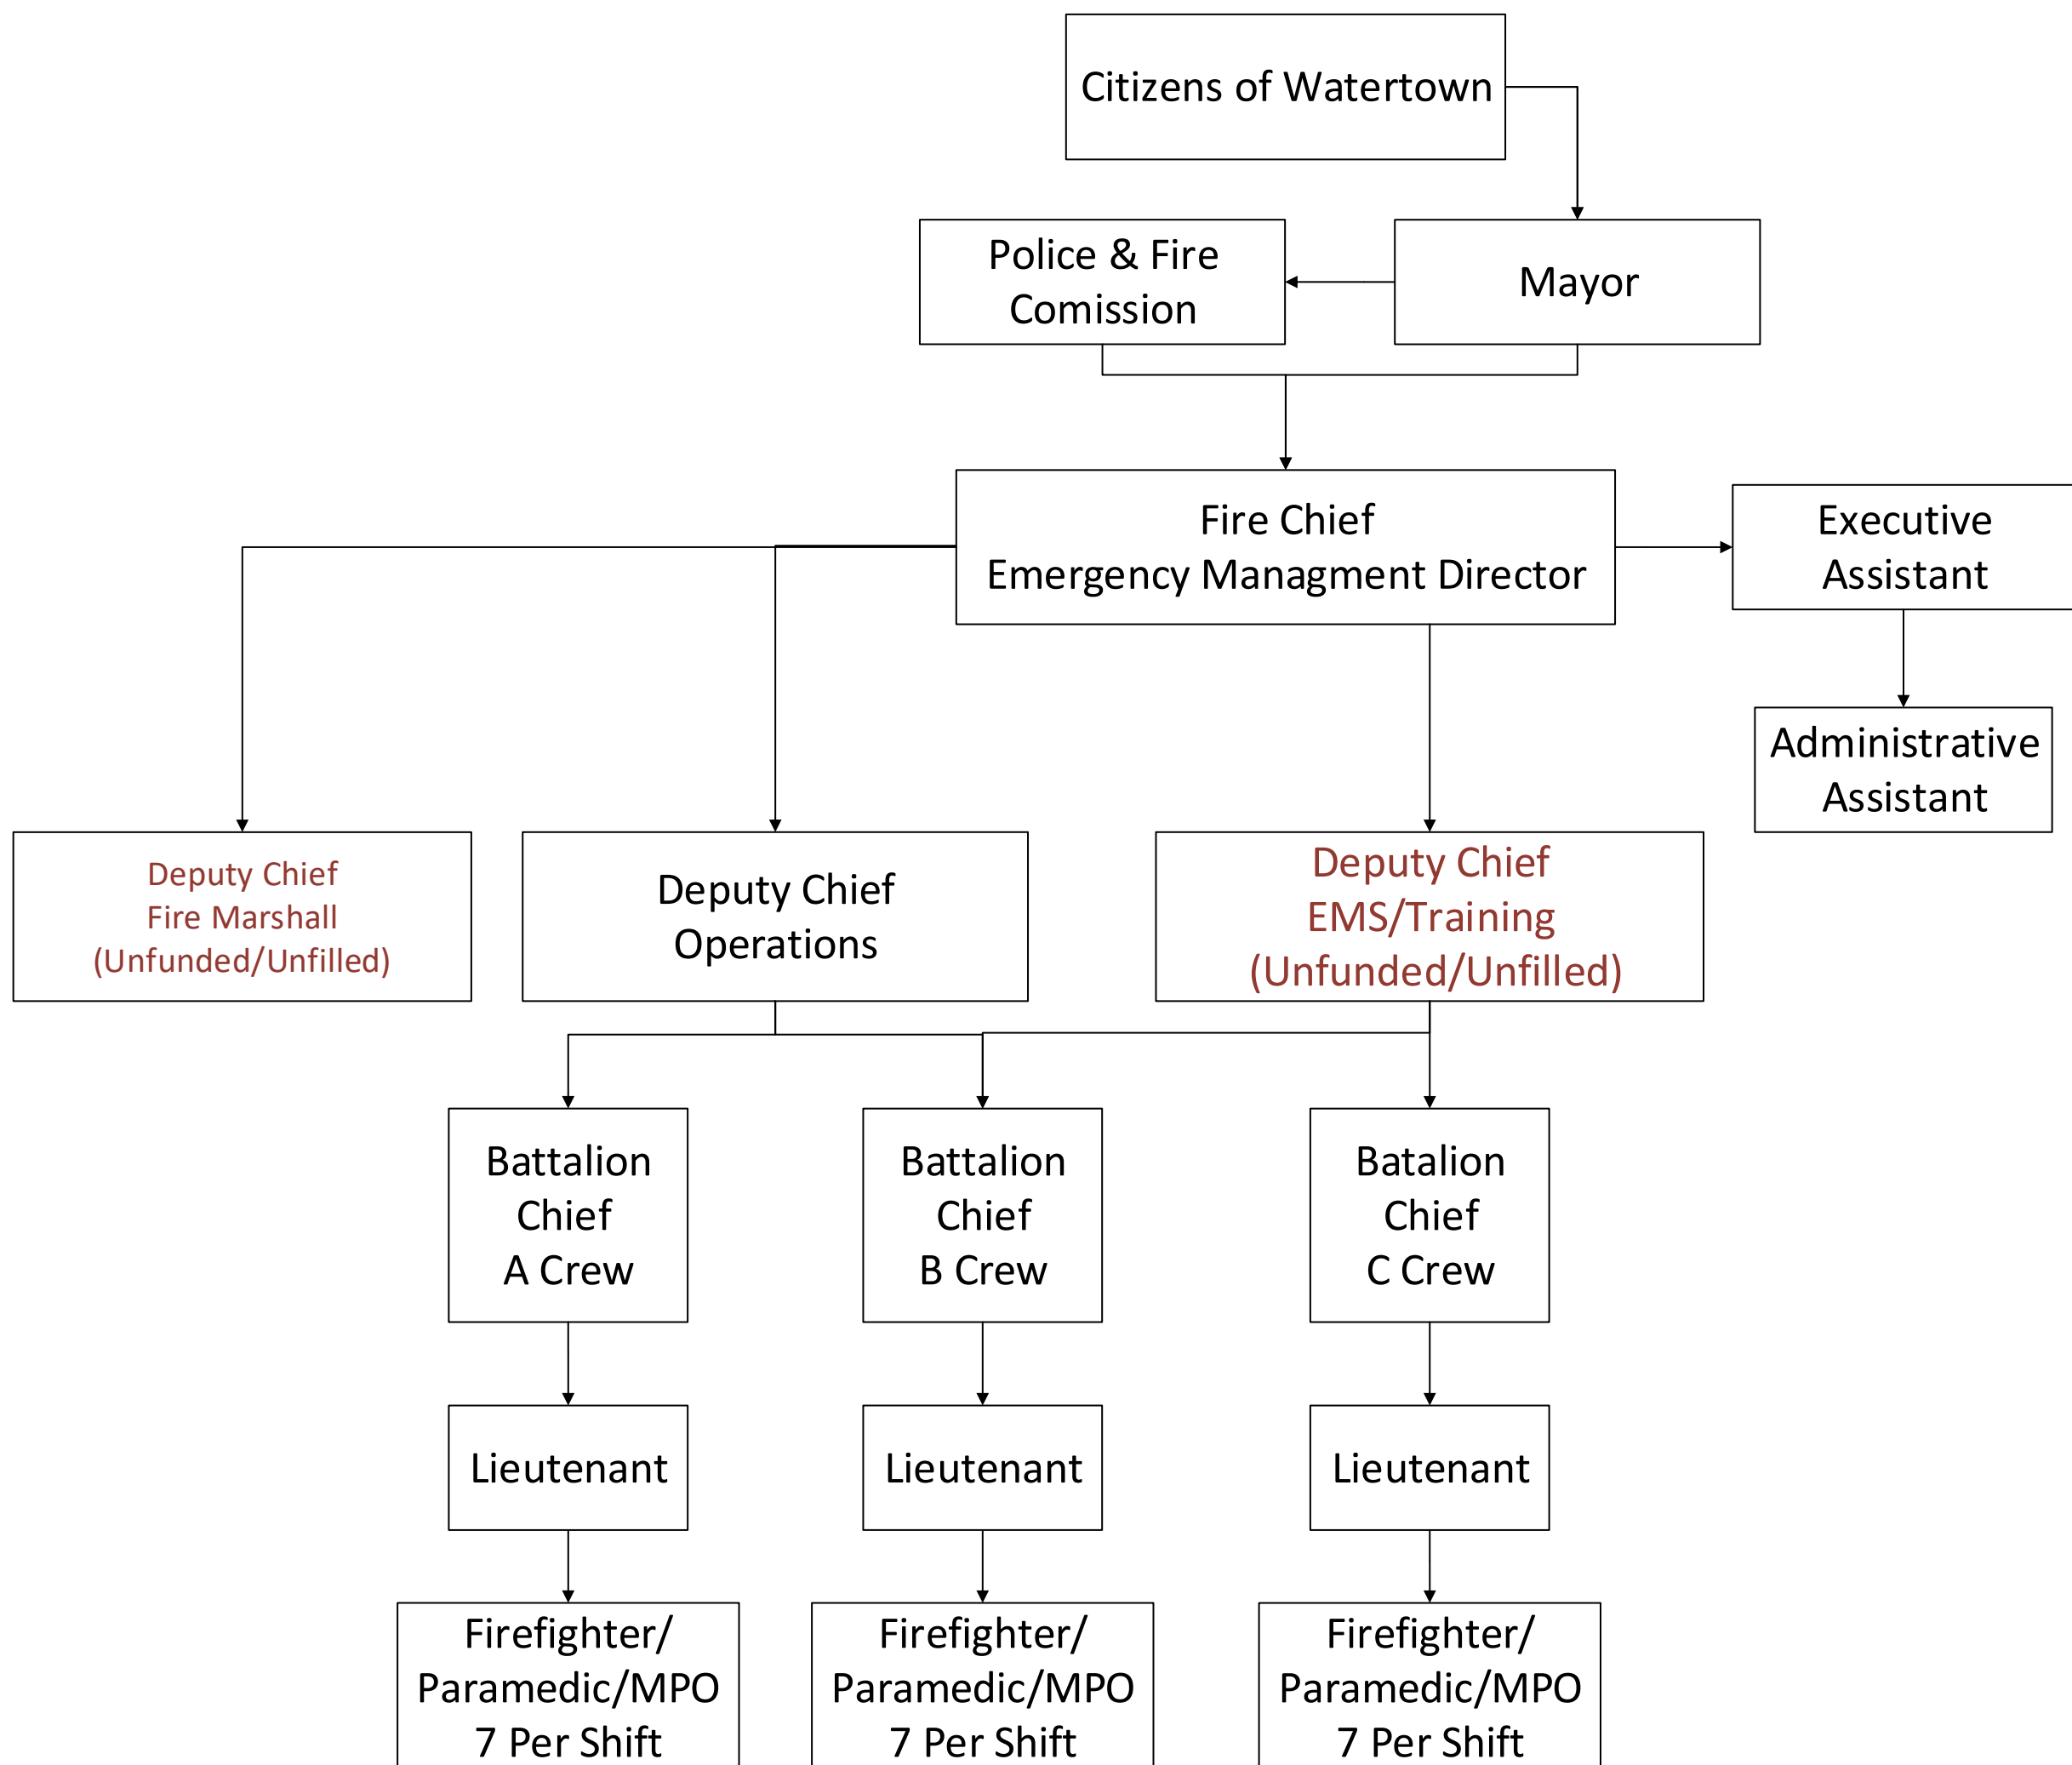 Citizens of Watertown
Police & Fire
Comission
Mayor
Fire Chief
Emergency Managment Director
Executive
Assistant
Administrative
Assistant
Deputy Chief
Fire Marshall
(Unfunded/Unfilled)
Deputy Chief
Operations
Deputy Chief
EMS/Training
(Unfunded/Unfilled)
Battalion
Chief
A Crew
Battalion
Chief
B Crew
Batalion
Chief
C Crew
Lieutenant
Lieutenant
Lieutenant
Firefighter/
Paramedic/MPO
7 Per Shift
Firefighter/
Paramedic/MPO
7 Per Shift
Firefighter/
Paramedic/MPO
7 Per Shift